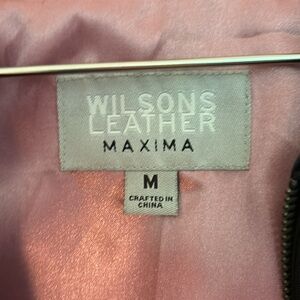 WILSONS
LEATHER
MAXIMA
M
CRAFTED IN
CHINA